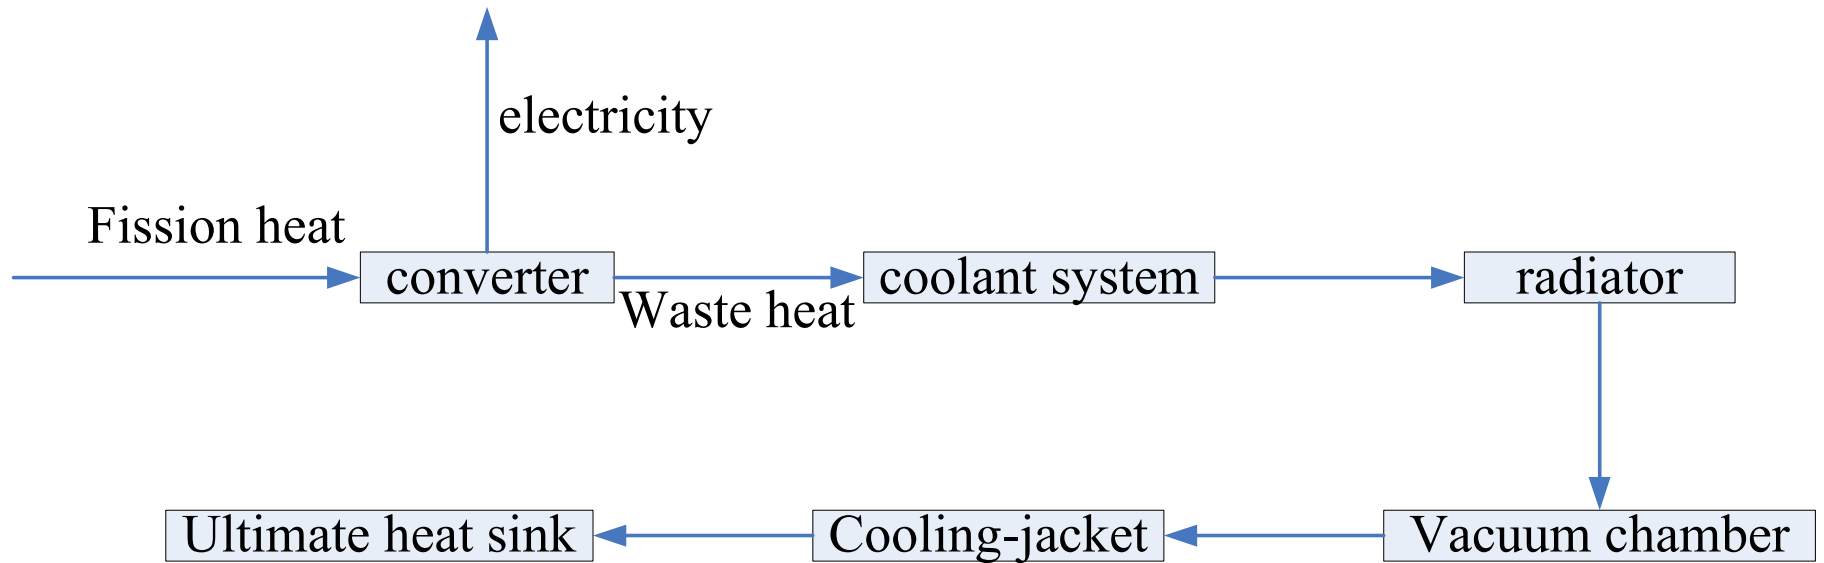 electricity
Fission heat
converter
Waste heat
coolant system
radiator
Ultimate heat sink
Cooling-jacket
Vacuum chamber